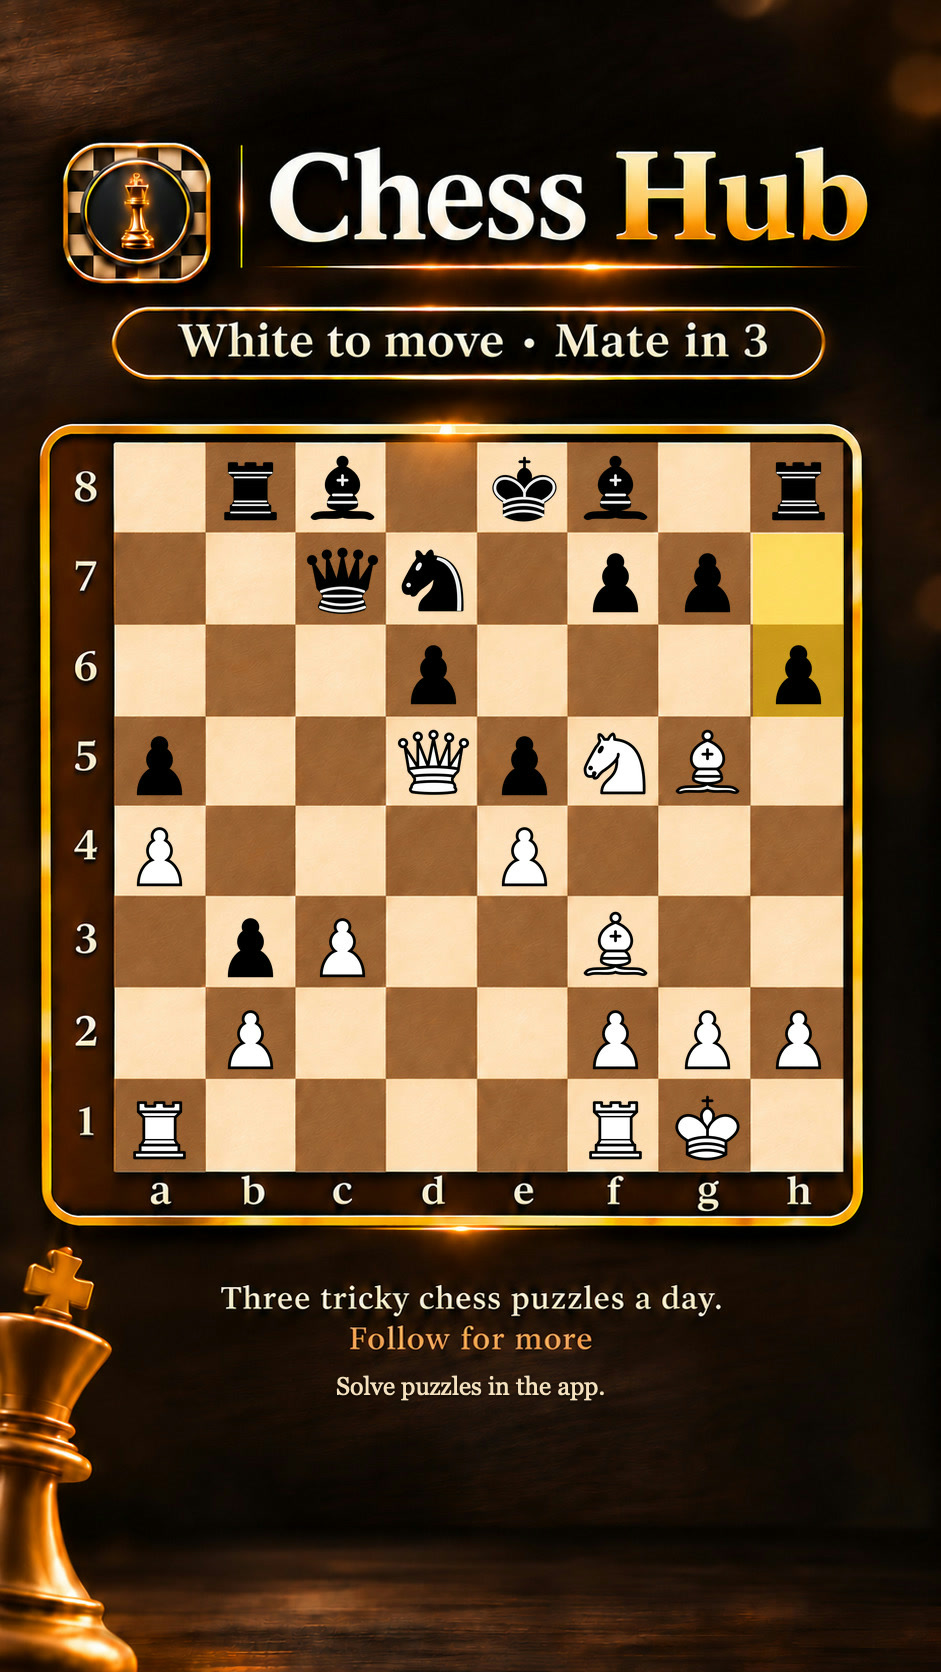 Chess Hub
White to move • Mate in 3
8
7
6
5
4
3
2
1
a b c d e f g h
Three tricky chess puzzles a day.
Follow for more
Solve puzzles in the app.